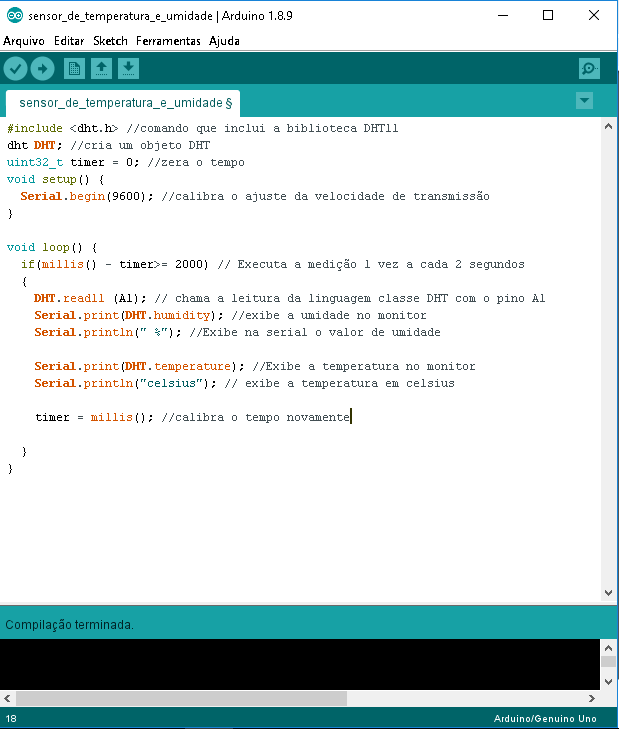 sensor_de_temperatura_e_umidade | Arduino 1.8.9
Arquivo Editar Sketch Ferramentas Ajuda
sensor_de_temperatura_e_umidade §
#include <dht.h> //comando que inclui a biblioteca DHT11
dht DHT; //cria um objeto DHT
uint32_t timer = 0; //zera o tempo
void setup() {
  Serial.begin(9600); //calibra o ajuste da velocidade de transmissão
}
void loop() {
  if(millis() - timer>= 2000) // Executa a medição 1 vez a cada 2 segundos
  {
    DHT.read11 (A1); // chama a leitura da linguagem classe DHT com o pino A1
    Serial.print(DHT.humidity); //exibe a umidade no monitor
    Serial.println(" %"); //Exibe na serial o valor de umidade
    Serial.print(DHT.temperature); //Exibe a temperatura no monitor
    Serial.println("celsius"); // exibe a temperatura em celsius
    timer = millis(); //calibra o tempo novamente
  }
}
Compilação terminada.
18 Arduino/Genuino Uno